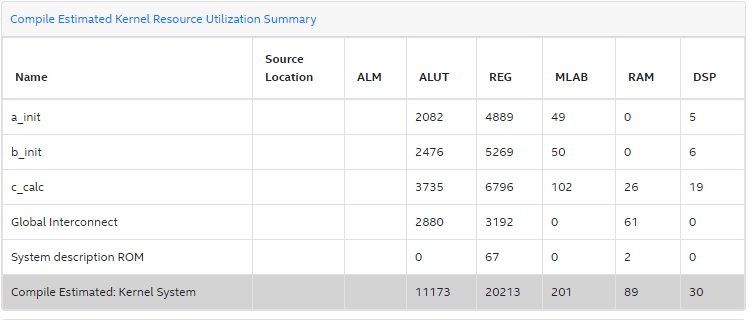 Compile Estimated Kernel Resource Utilization Summary
Name Source Location ALM ALUT REG MLAB RAM DSP
a_init 2082 4889 49 0 5
b_init 2476 5269 50 0 6
c_calc 3735 6796 102 26 19
Global Interconnect 2880 3192 0 61 0
System description ROM 0 67 0 2 0
Compile Estimated: Kernel System 11173 20213 201 89 30